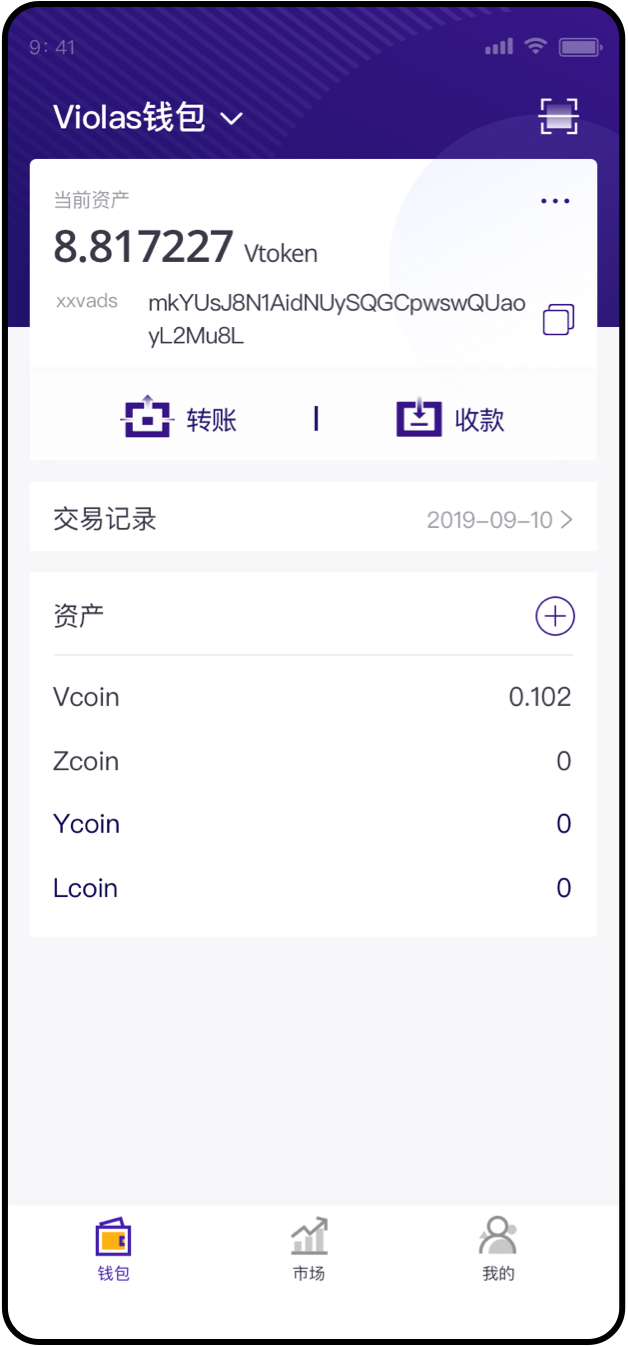 9: 41
Violas钱包
当前资产
8.817227 Vtoken
xxvads mkYUsJ8N1AidNUySQGCpwswQUao
yL2Mu8L
转账 收款
交易记录 2019-09-10
资产
Vcoin 0.102
Zcoin 0
Ycoin 0
Lcoin 0
钱包 市场 我的